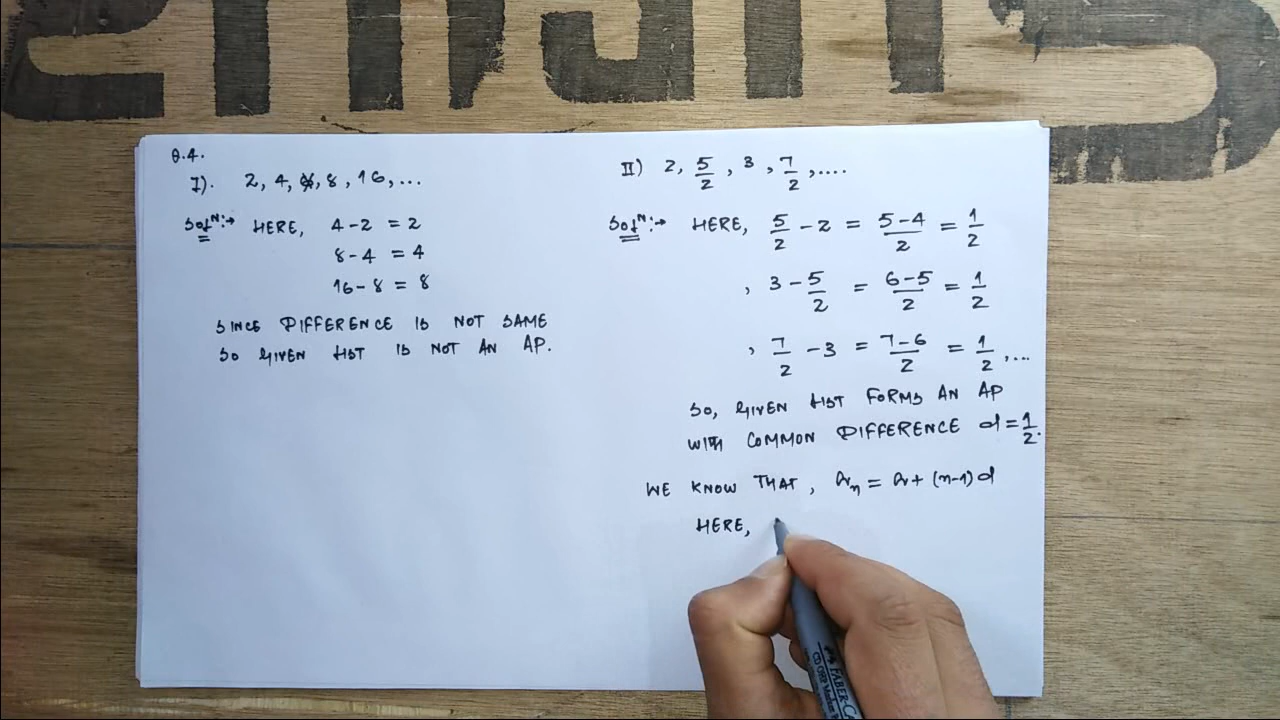 Q.4.
I). 2, 4, 8, 16, ...
Solᴺ:→ HERE, 4-2 = 2
8-4 = 4
16-8 = 8
SINCE DIFFERENCE IS NOT SAME
SO GIVEN LIST IS NOT AN AP.
II) 2, 5/2, 3, 7/2, ....
Solᴺ:→ HERE, 5/2 - 2 = 5-4/2 = 1/2
, 3 - 5/2 = 6-5/2 = 1/2
, 7/2 - 3 = 7-6/2 = 1/2, ...
SO, GIVEN LIST FORMS AN AP
WITH COMMON DIFFERENCE d = 1/2.
WE KNOW THAT, aₙ = a + (n-1)d
HERE,
FABER-C